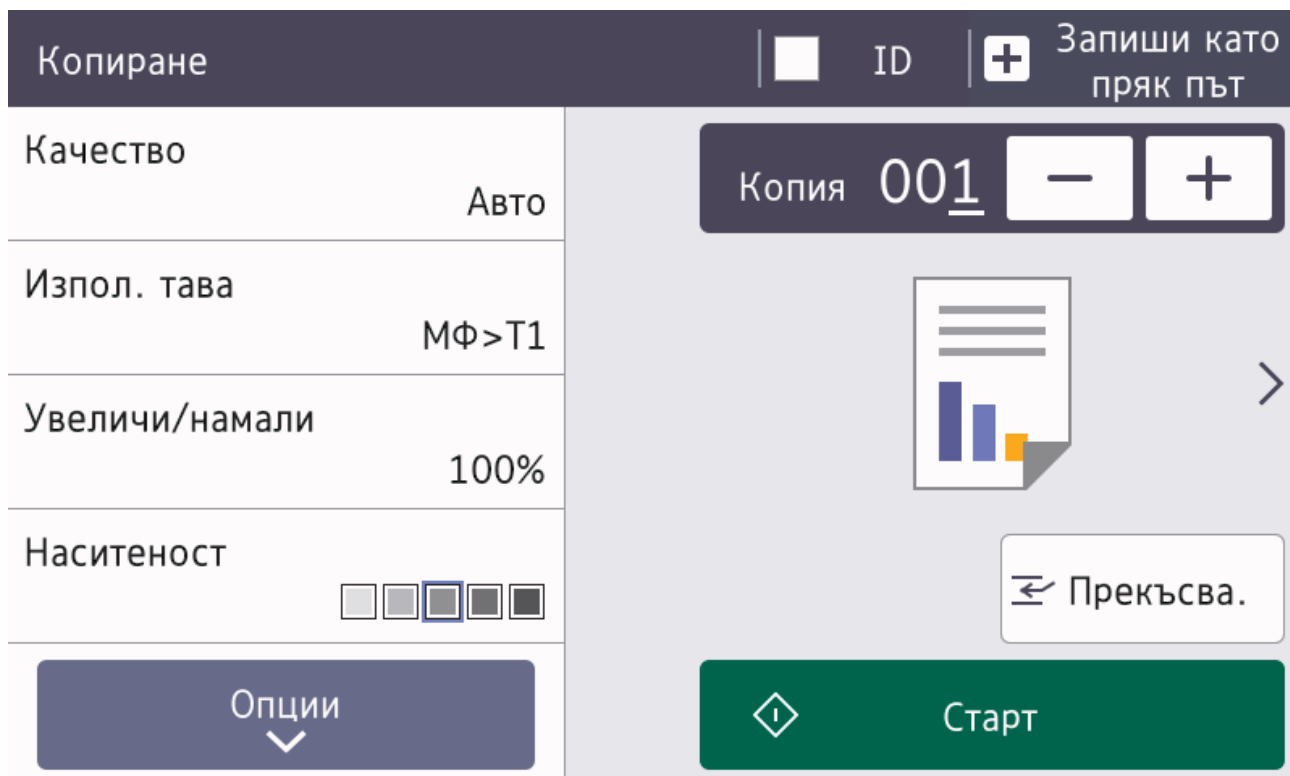 Копиране
ID
Запиши като
пряк път
Качество
Авто
Копия 001
Изпол. тава
МФ>T1
Увеличи/намали
100%
Наситеност
Прекъсва.
Опции
Старт